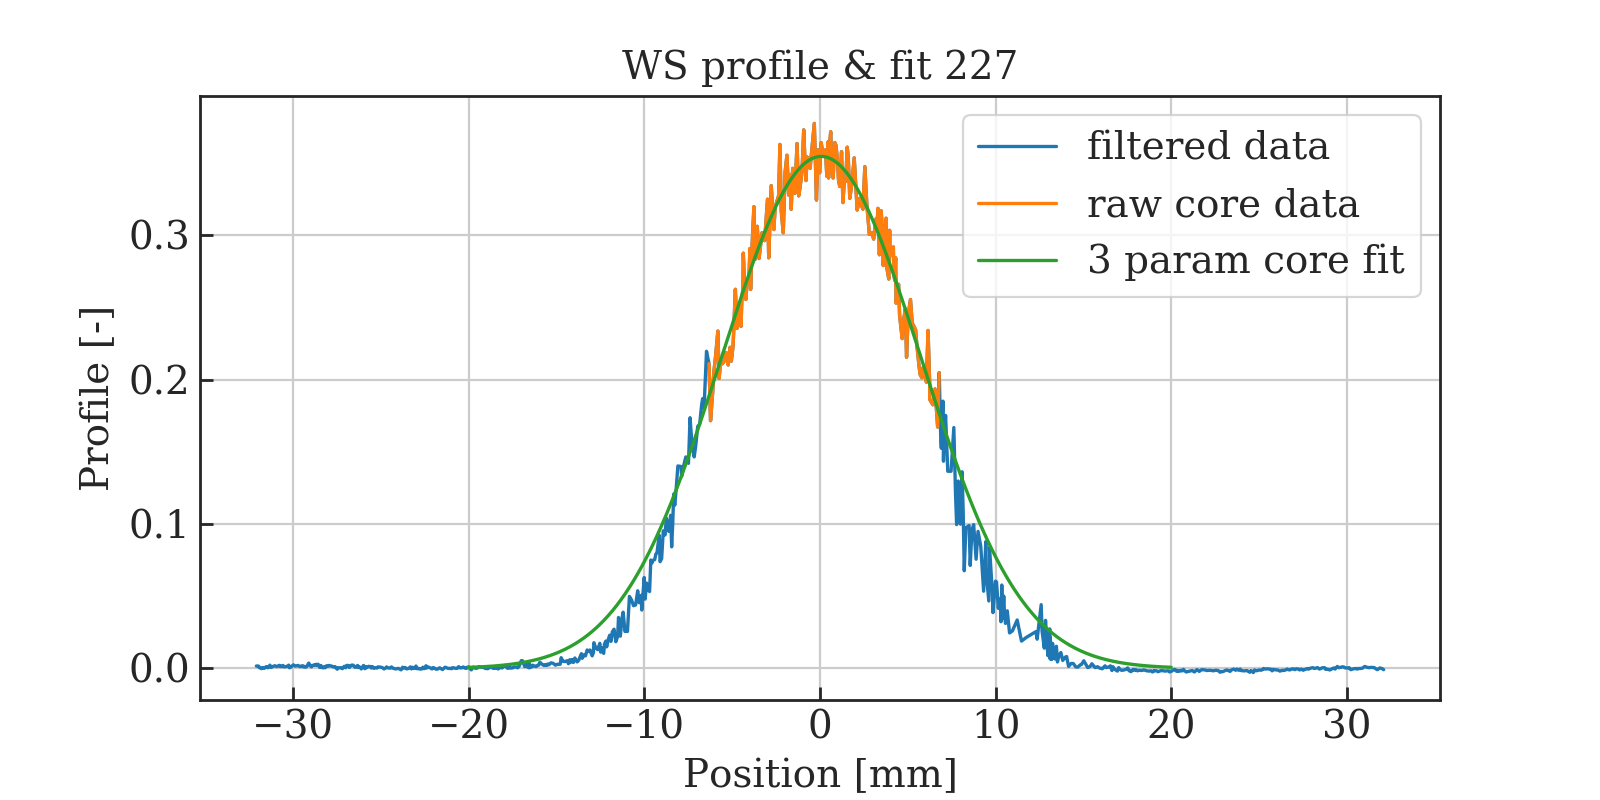 WS profile & fit 227
filtered data
raw core data
3 param core fit
Profile [-]
0.3
0.2
0.1
0.0
−30 −20 −10 0 10 20 30
Position [mm]